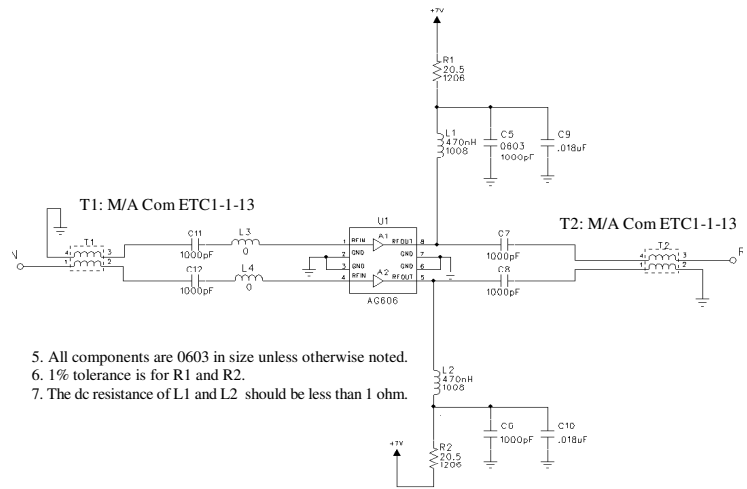 +7V
R1
20.5
1206
L1
470nH
1008
C5
0603
1000pF
C9
.018uF
T1: M/A Com ETC1-1-13
T2: M/A Com ETC1-1-13
U1
T1
4 3
1 2
C11
1000pF
L3
0
C12
1000pF
L4
0
1 RFIN A1 RFOUT 8
2 GND GND 7
3 GND GND 6
4 RFIN A2 RFOUT 5
AG606
C7
1000pF
C8
1000pF
T2
4 3
1 2
5. All components are 0603 in size unless otherwise noted.
6. 1% tolerance is for R1 and R2.
7. The dc resistance of L1 and L2 should be less than 1 ohm.
L2
470nH
1008
C6
1000pF
C10
.018uF
+7V
R2
20.5
1206